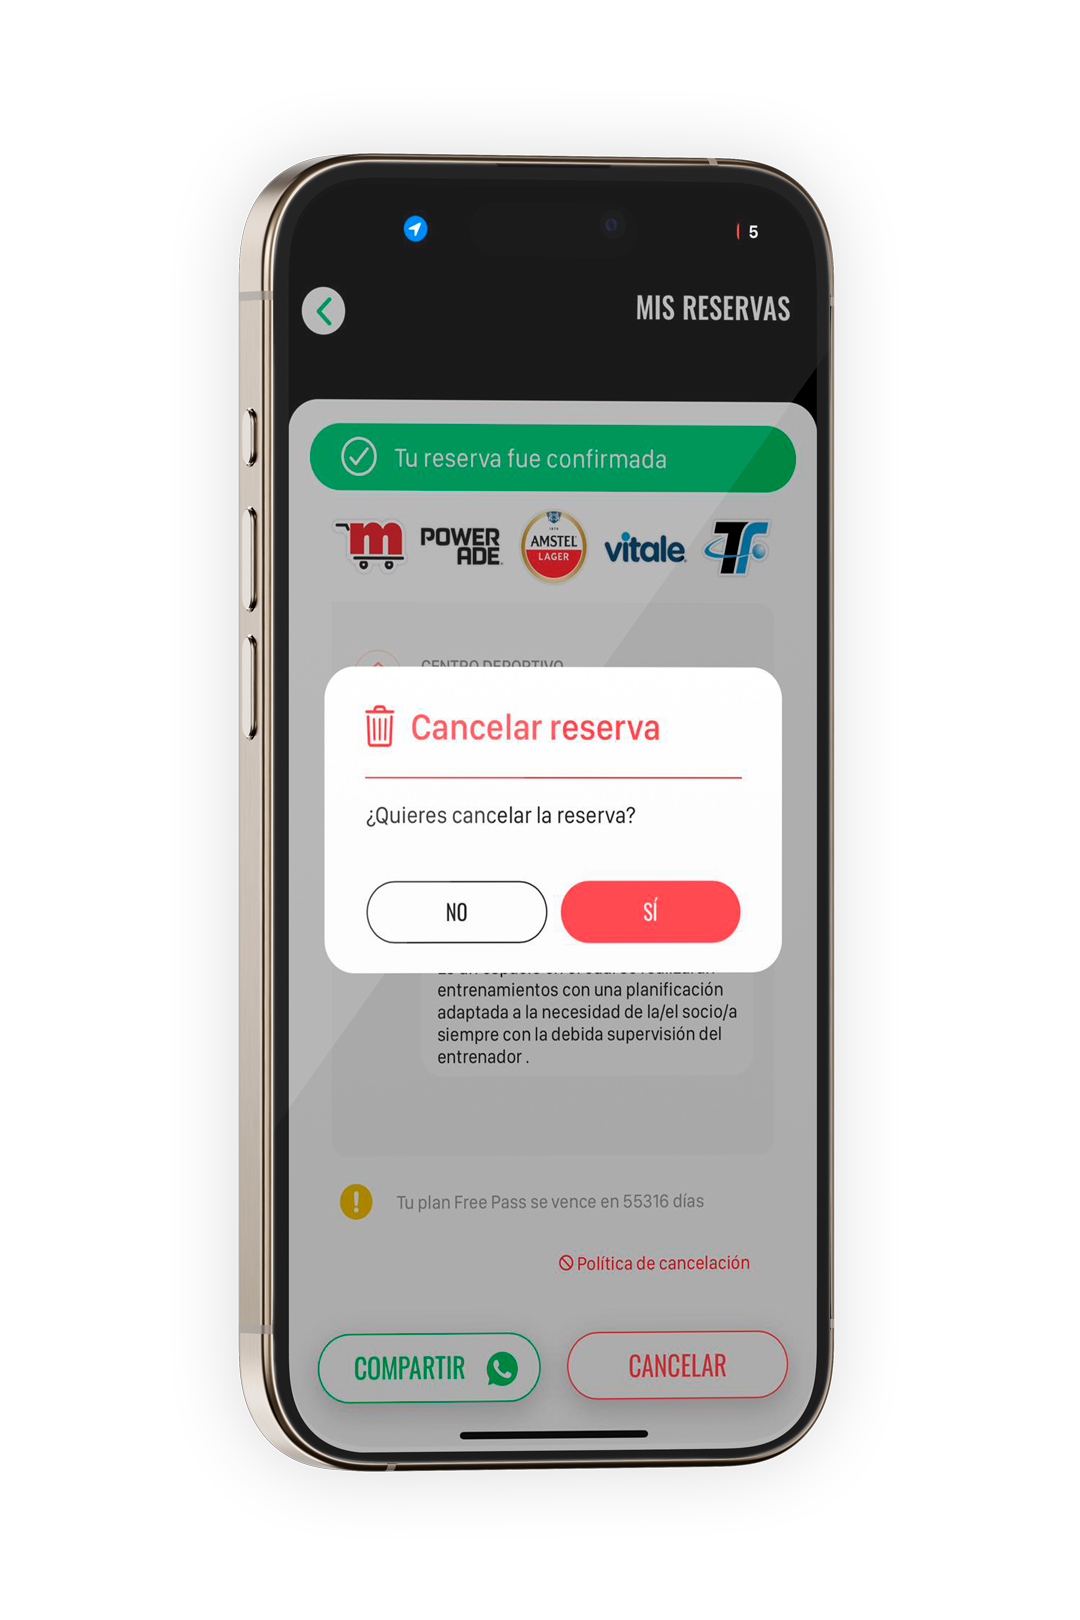 5
MIS RESERVAS
Tu reserva fue confirmada
m
POWER
ADE
1870
AMSTEL
LAGER
vitale
TF
CENTRO DEPORTIVO
Cancelar reserva
¿Quieres cancelar la reserva?
NO
SÍ
entrenamientos con una planificación
adaptada a la necesidad de la/el socio/a
siempre con la debida supervisión del
entrenador .
Tu plan Free Pass se vence en 55316 días
Política de cancelación
COMPARTIR
CANCELAR